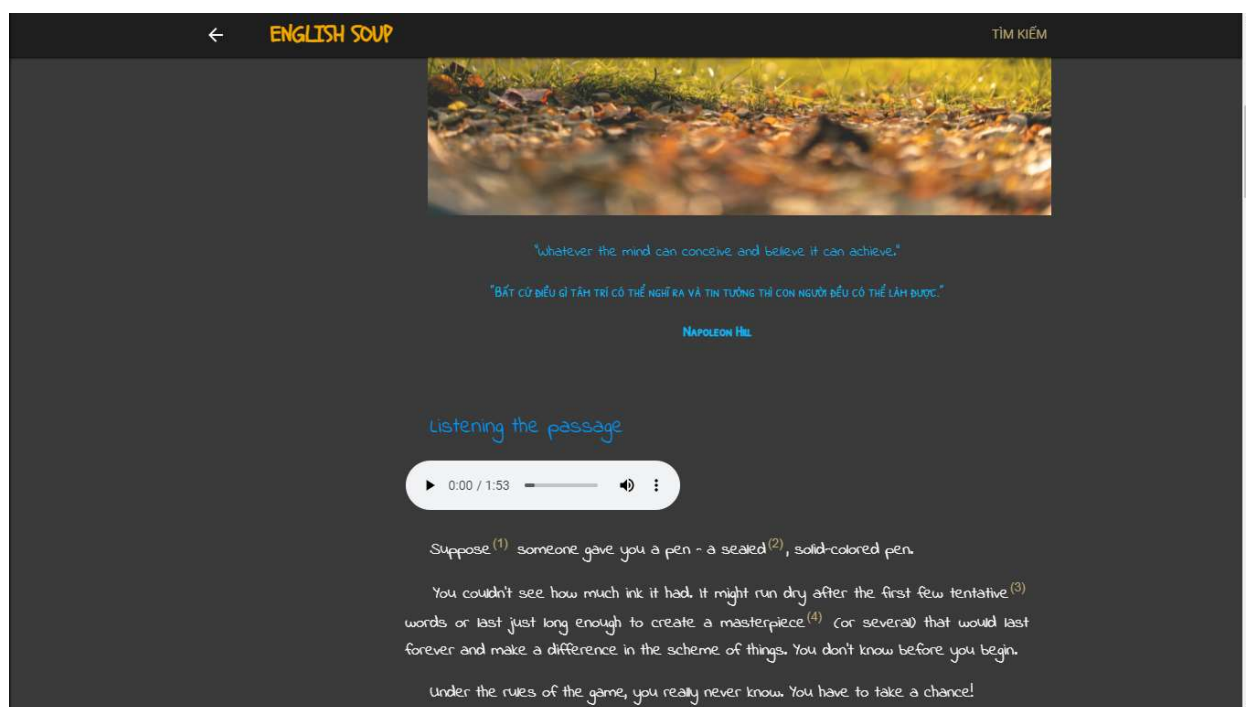 ENGLISH SOUP
TÌM KIẾM
"Whatever the mind can conceive and believe it can achieve."
"BẤT CỨ ĐIỀU GÌ TÂM TRÍ CÓ THỂ NGHĨ RA VÀ TIN TƯỞNG THÌ CON NGƯỜI ĐỀU CÓ THỂ LÀM ĐƯỢC."
NAPOLEON HILL
Listening the passage
0:00 / 1:53
Suppose (1) someone gave you a pen - a sealed (2), solid-colored pen.
You couldn't see how much ink it had. It might run dry after the first few tentative (3)
words or last just long enough to create a masterpiece (4) (or several) that would last
forever and make a difference in the scheme of things. You don't know before you begin.
Under the rules of the game, you really never know. You have to take a chance!